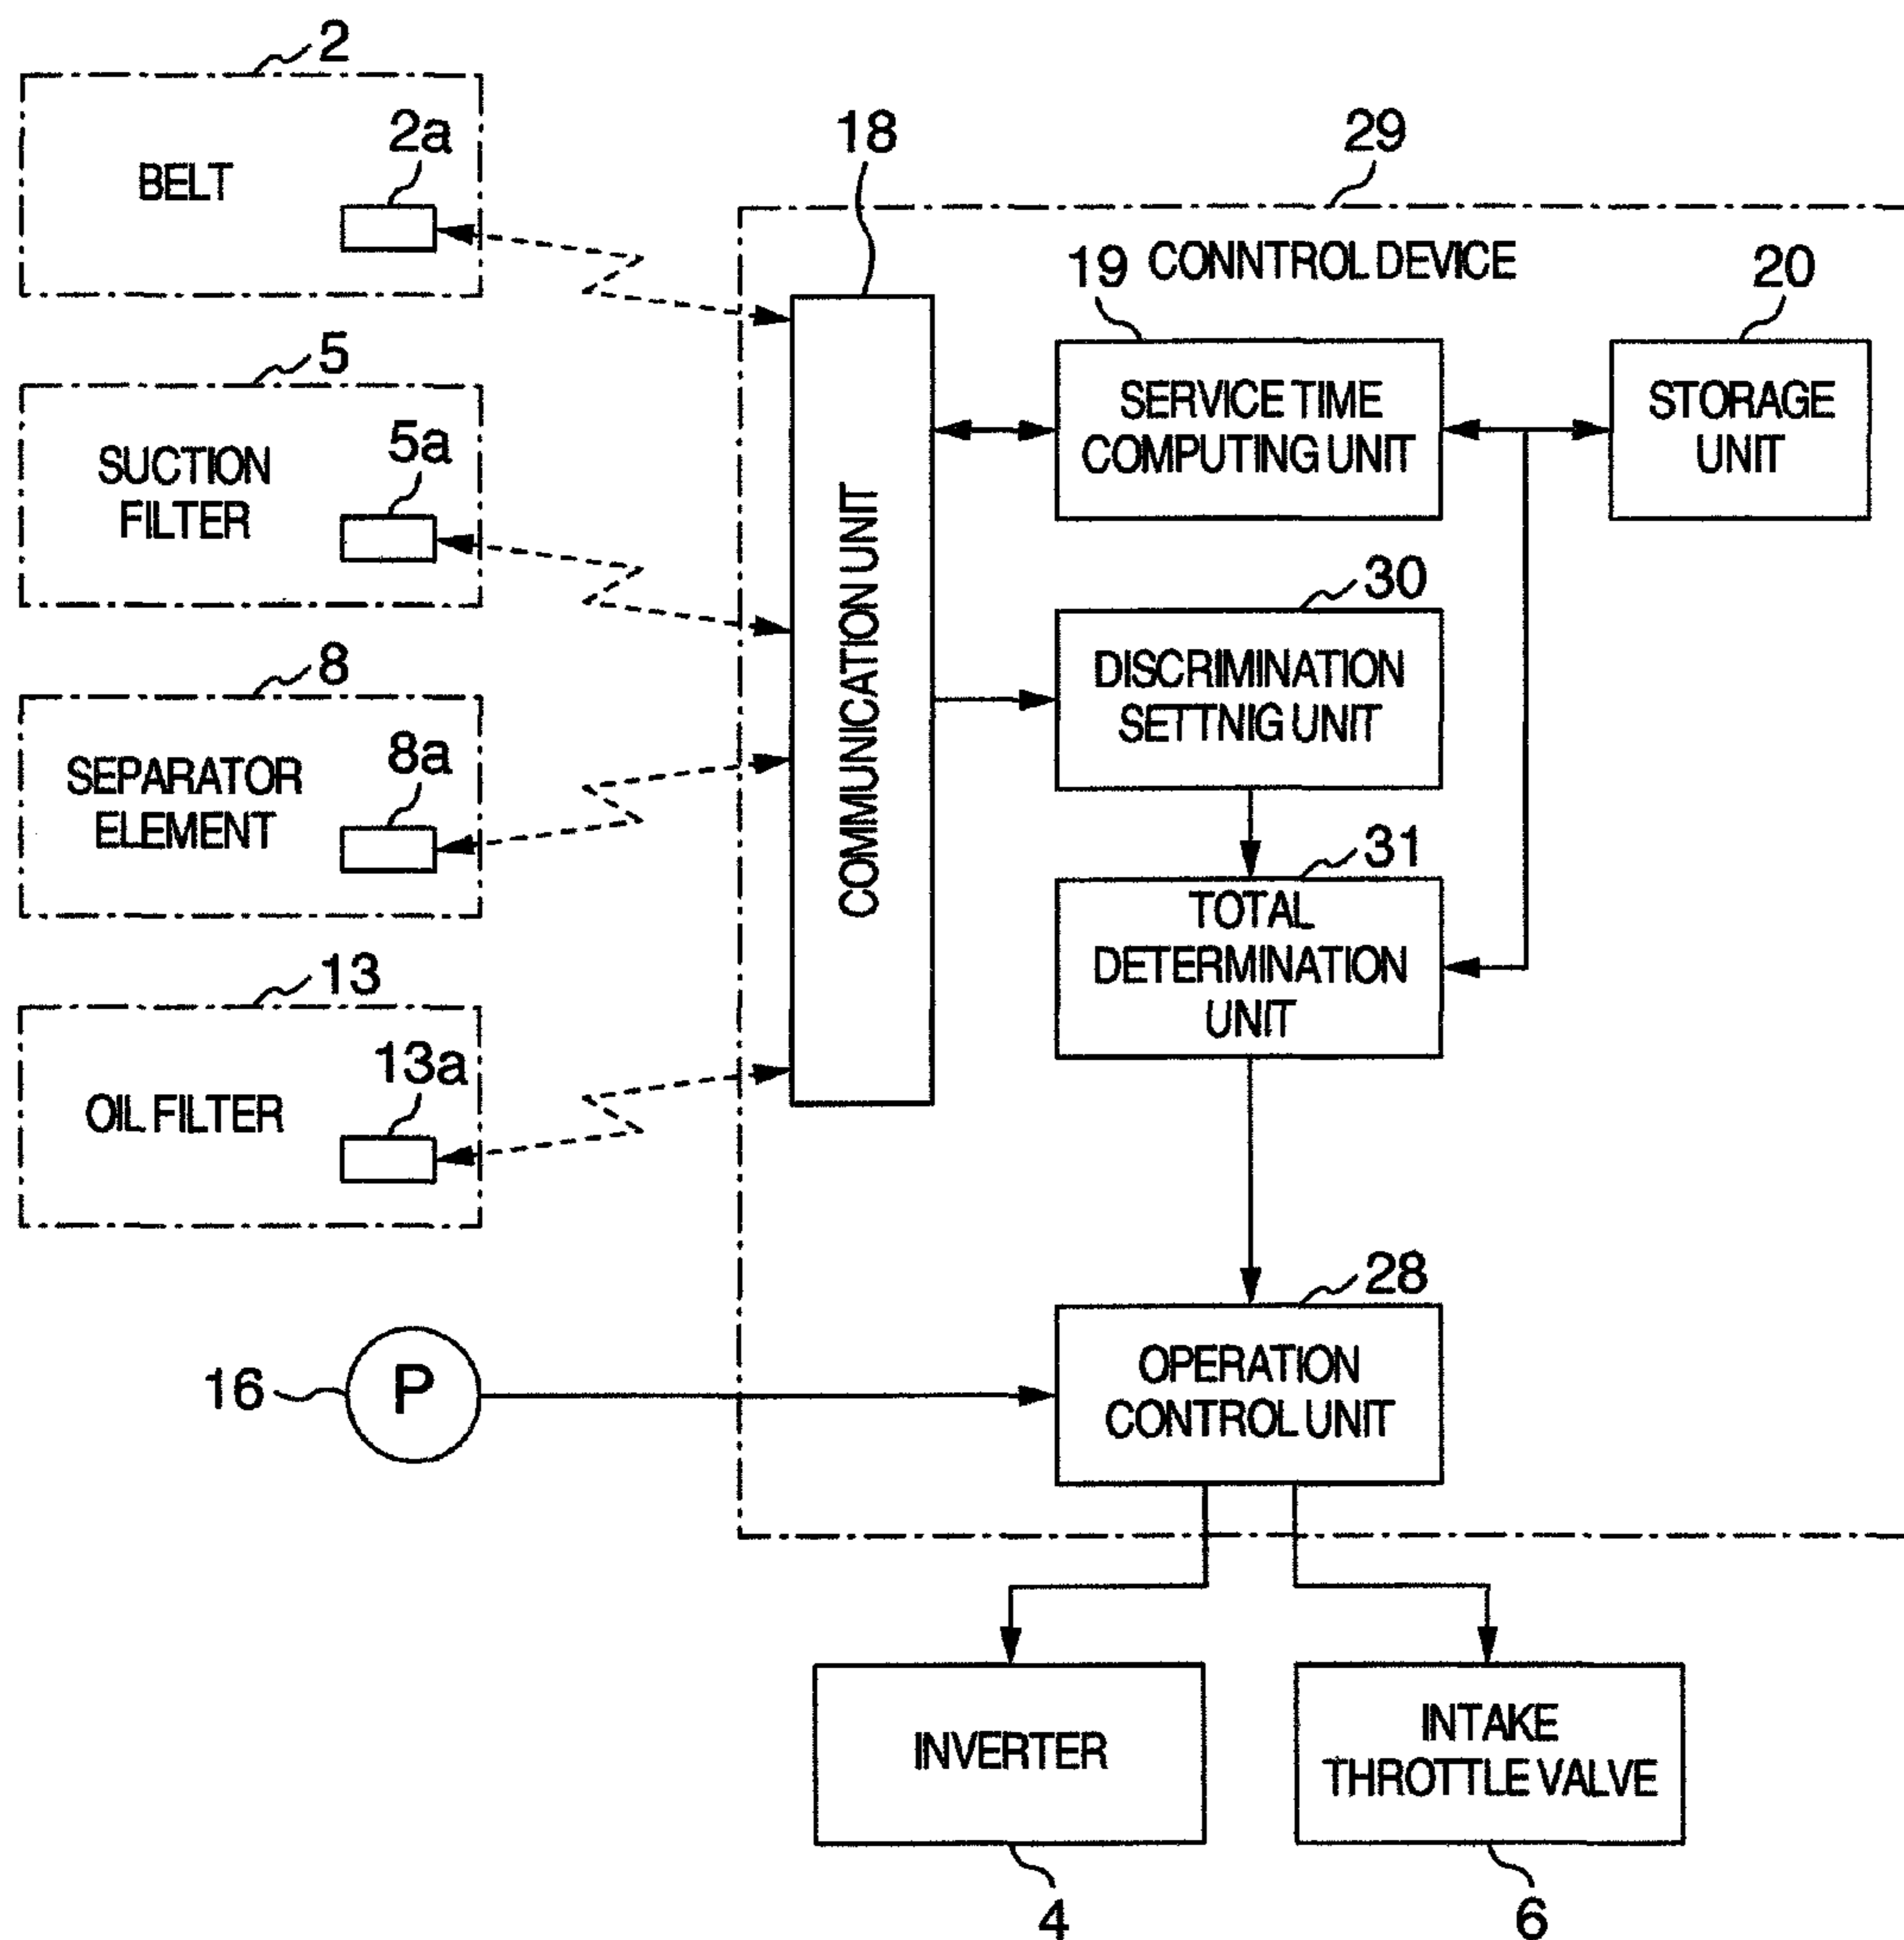 2
2a
BELT
18
29
CONNTROL DEVICE
19
20
SERVICE TIME
COMPUTING UNIT
STORAGE
UNIT
5
5a
SUCTION
FILTER
COMMUNICATION UNIT
30
DISCRIMINATION
SETTNIG UNIT
8
8a
SEPARATOR
ELEMENT
31
TOTAL
DETERMINATION
UNIT
13
13a
OIL FILTER
28
OPERATION
CONTROL UNIT
16
P
INVERTER
INTAKE
THROTTLE VALVE
4
6